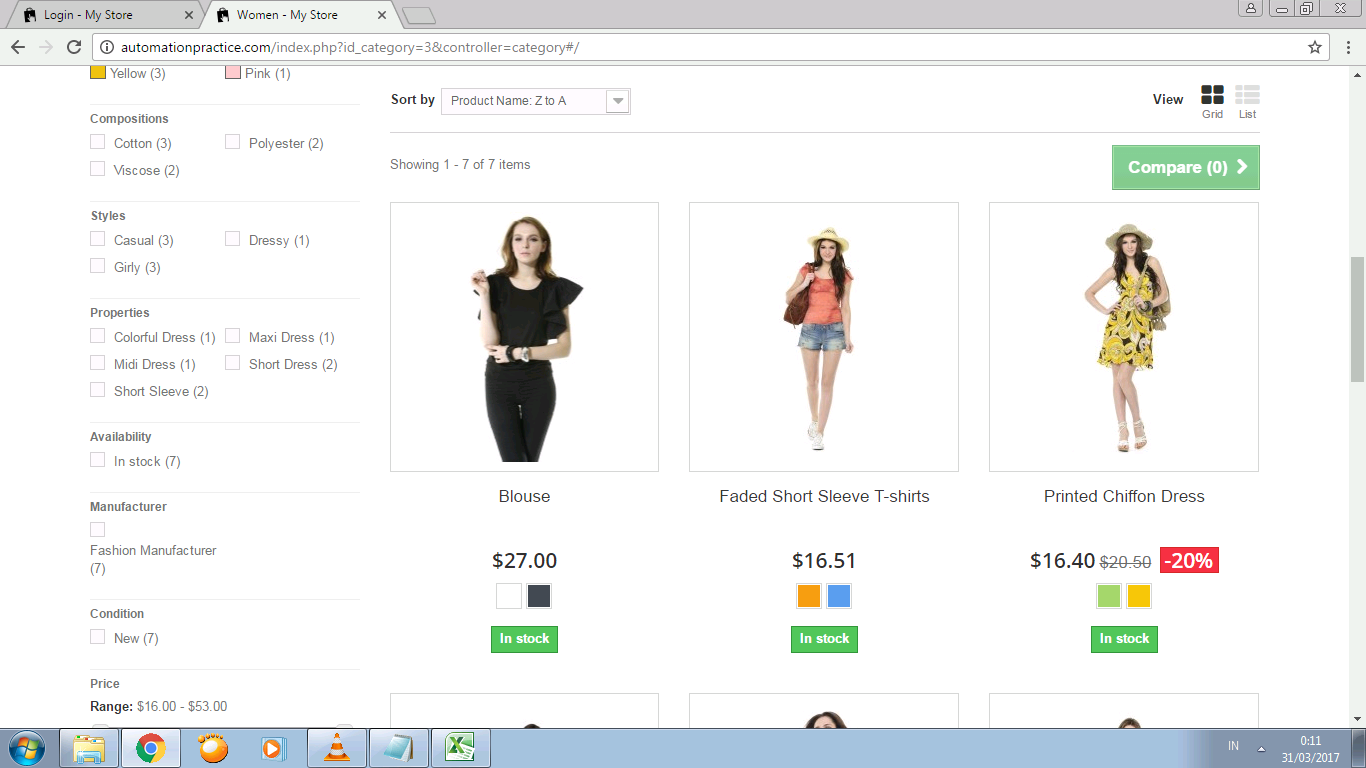 Login - My Store
Women - My Store
automationpractice.com/index.php?id_category=3&controller=category#/
Yellow (3) Pink (1)
Compositions
Cotton (3) Polyester (2)
Viscose (2)
Styles
Casual (3) Dressy (1)
Girly (3)
Properties
Colorful Dress (1) Maxi Dress (1)
Midi Dress (1) Short Dress (2)
Short Sleeve (2)
Availability
In stock (7)
Manufacturer
Fashion Manufacturer
(7)
Condition
New (7)
Price
Range: $16.00 - $53.00
Sort by Product Name: Z to A
View
Grid List
Showing 1 - 7 of 7 items
Compare (0)
Blouse
$27.00
In stock
Faded Short Sleeve T-shirts
$16.51
In stock
Printed Chiffon Dress
$16.40 $20.50 -20%
In stock
IN
0:11
31/03/2017